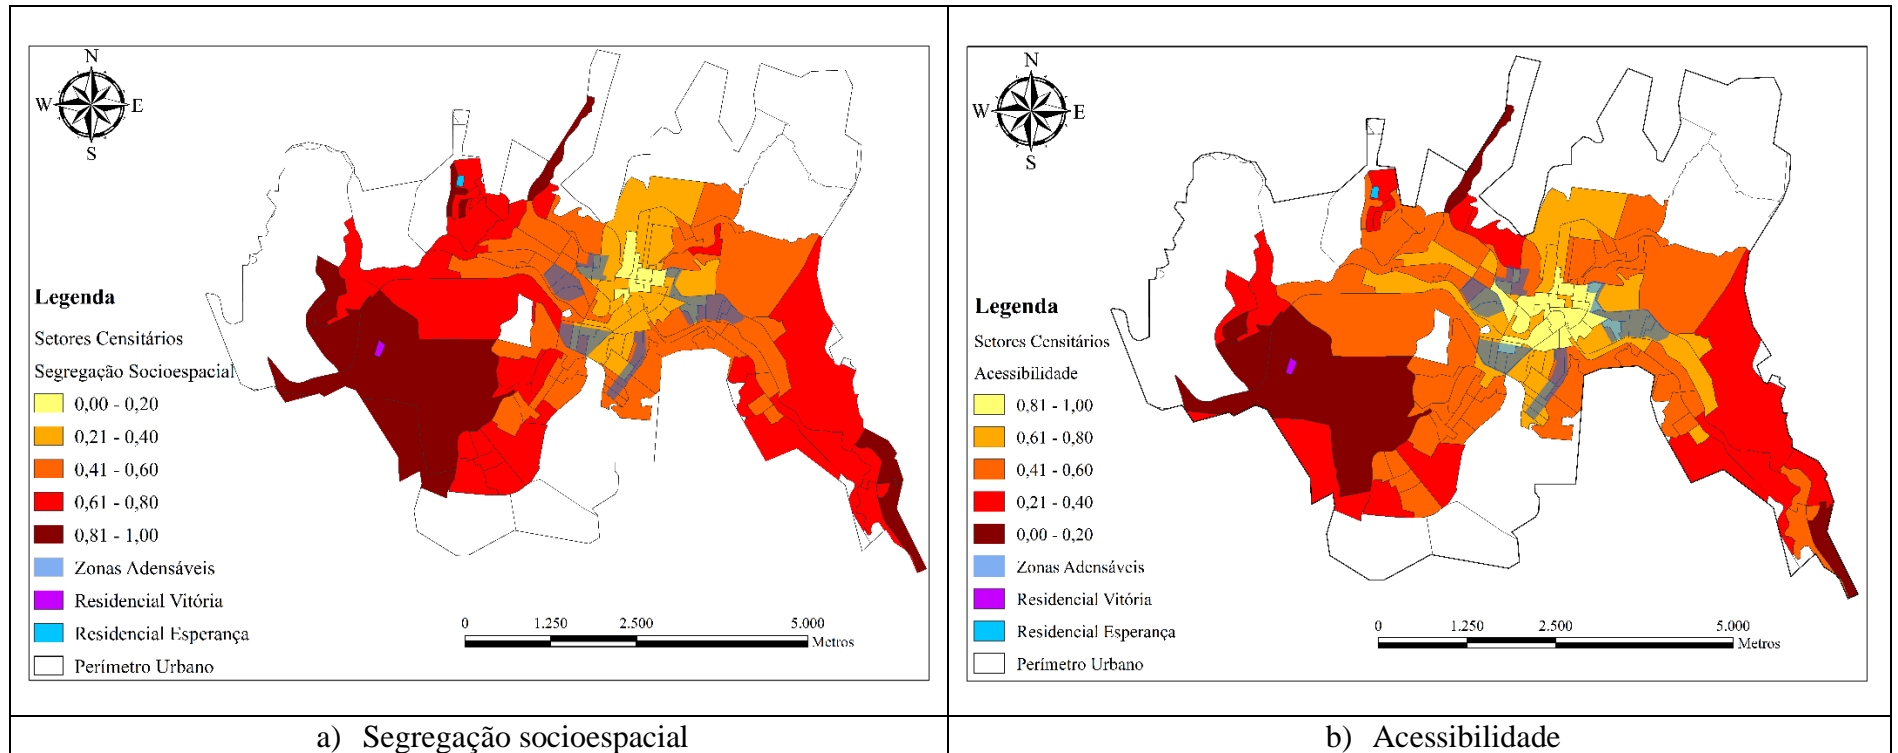 N
W E
S
Legenda
Setores Censitários
Segregação Socioespacial
0,00 - 0,20
0,21 - 0,40
0,41 - 0,60
0,61 - 0,80
0,81 - 1,00
Zonas Adensáveis
Residencial Vitória
Residencial Esperança
Perímetro Urbano
0 1.250 2.500 5.000
Metros
a) Segregação socioespacial
N
W E
S
Legenda
Setores Censitários
Acessibilidade
0,81 - 1,00
0,61 - 0,80
0,41 - 0,60
0,21 - 0,40
0,00 - 0,20
Zonas Adensáveis
Residencial Vitória
Residencial Esperança
Perímetro Urbano
0 1.250 2.500 5.000
Metros
b) Acessibilidade